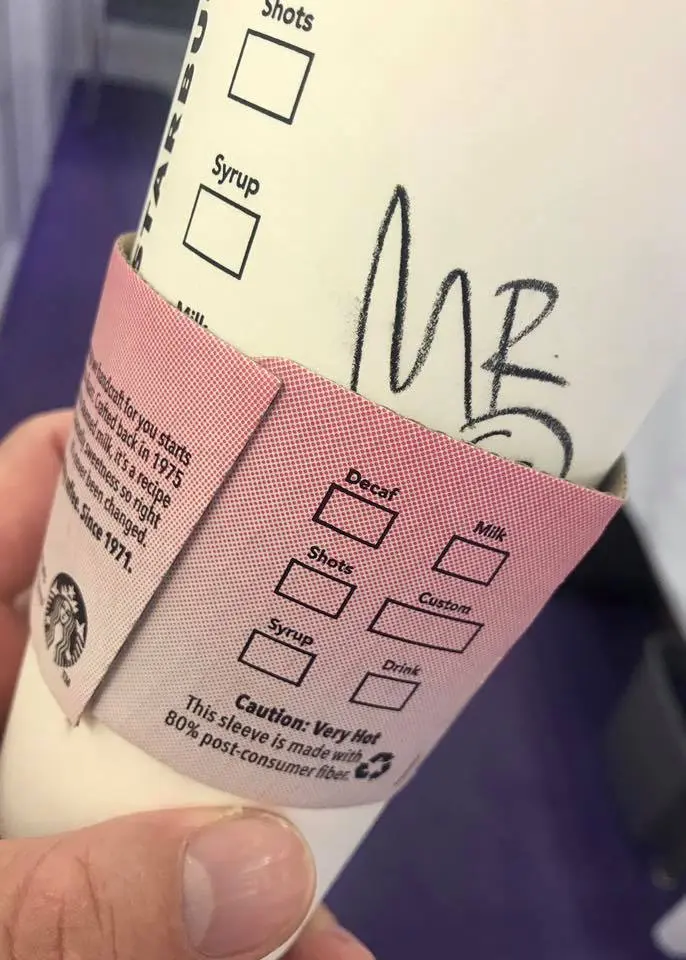 Shots
STARBU
Syrup
MR
handcraft for you starts
Crafted back in 1975
milk, it's a recipe
sweetness so right
been changed.
Since 1971.
Decaf
Milk
Shots
Custom
Syrup
Drink
Caution: Very Hot
This sleeve is made with
80% post-consumer fiber.
TM